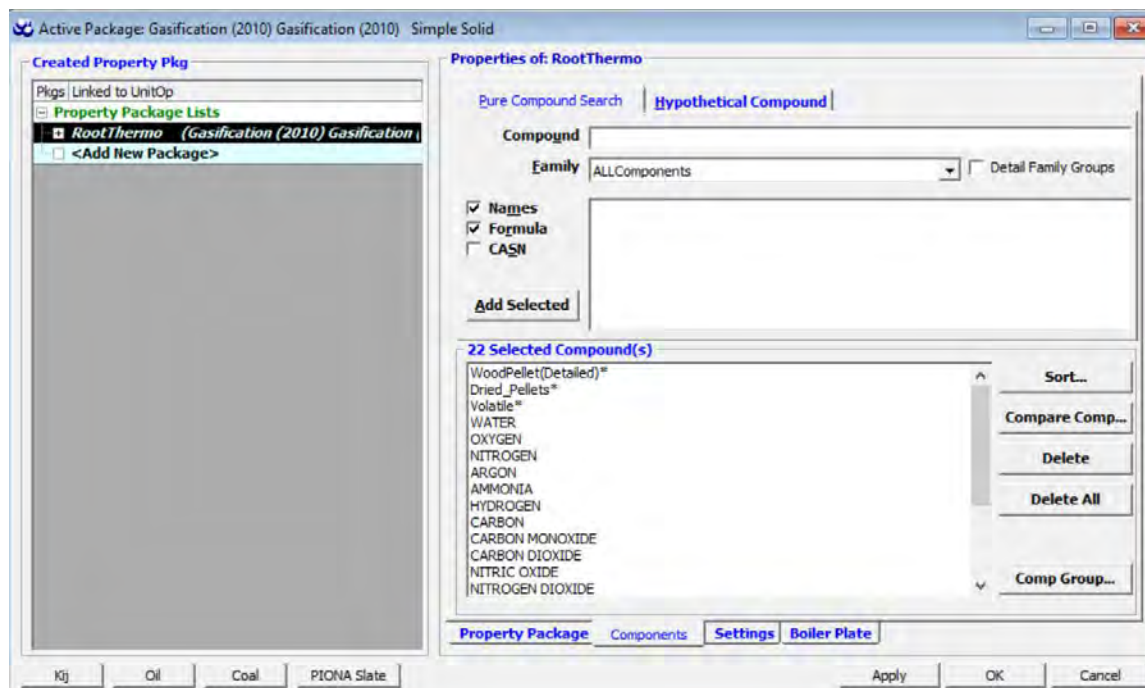 Active Package: Gasification (2010) Gasification (2010) Simple Solid
Created Property Pkg
Pkgs Linked to UnitOp
Property Package Lists
RootThermo (Gasification (2010) Gasification (
<Add New Package>
Properties of: RootThermo
Pure Compound Search Hypothetical Compound
Compound
Family ALLComponents Detail Family Groups
Names
Formula
CASN
Add Selected
22 Selected Compound(s)
WoodPellet(Detailed)*
Dried_Pellets*
Volatile*
WATER
OXYGEN
NITROGEN
ARGON
AMMONIA
HYDROGEN
CARBON
CARBON MONOXIDE
CARBON DIOXIDE
NITRIC OXIDE
NITROGEN DIOXIDE
Sort...
Compare Comp...
Delete
Delete All
Comp Group...
Property Package Components Settings Boiler Plate
Kij Oil Coal PIONA Slate Apply OK Cancel